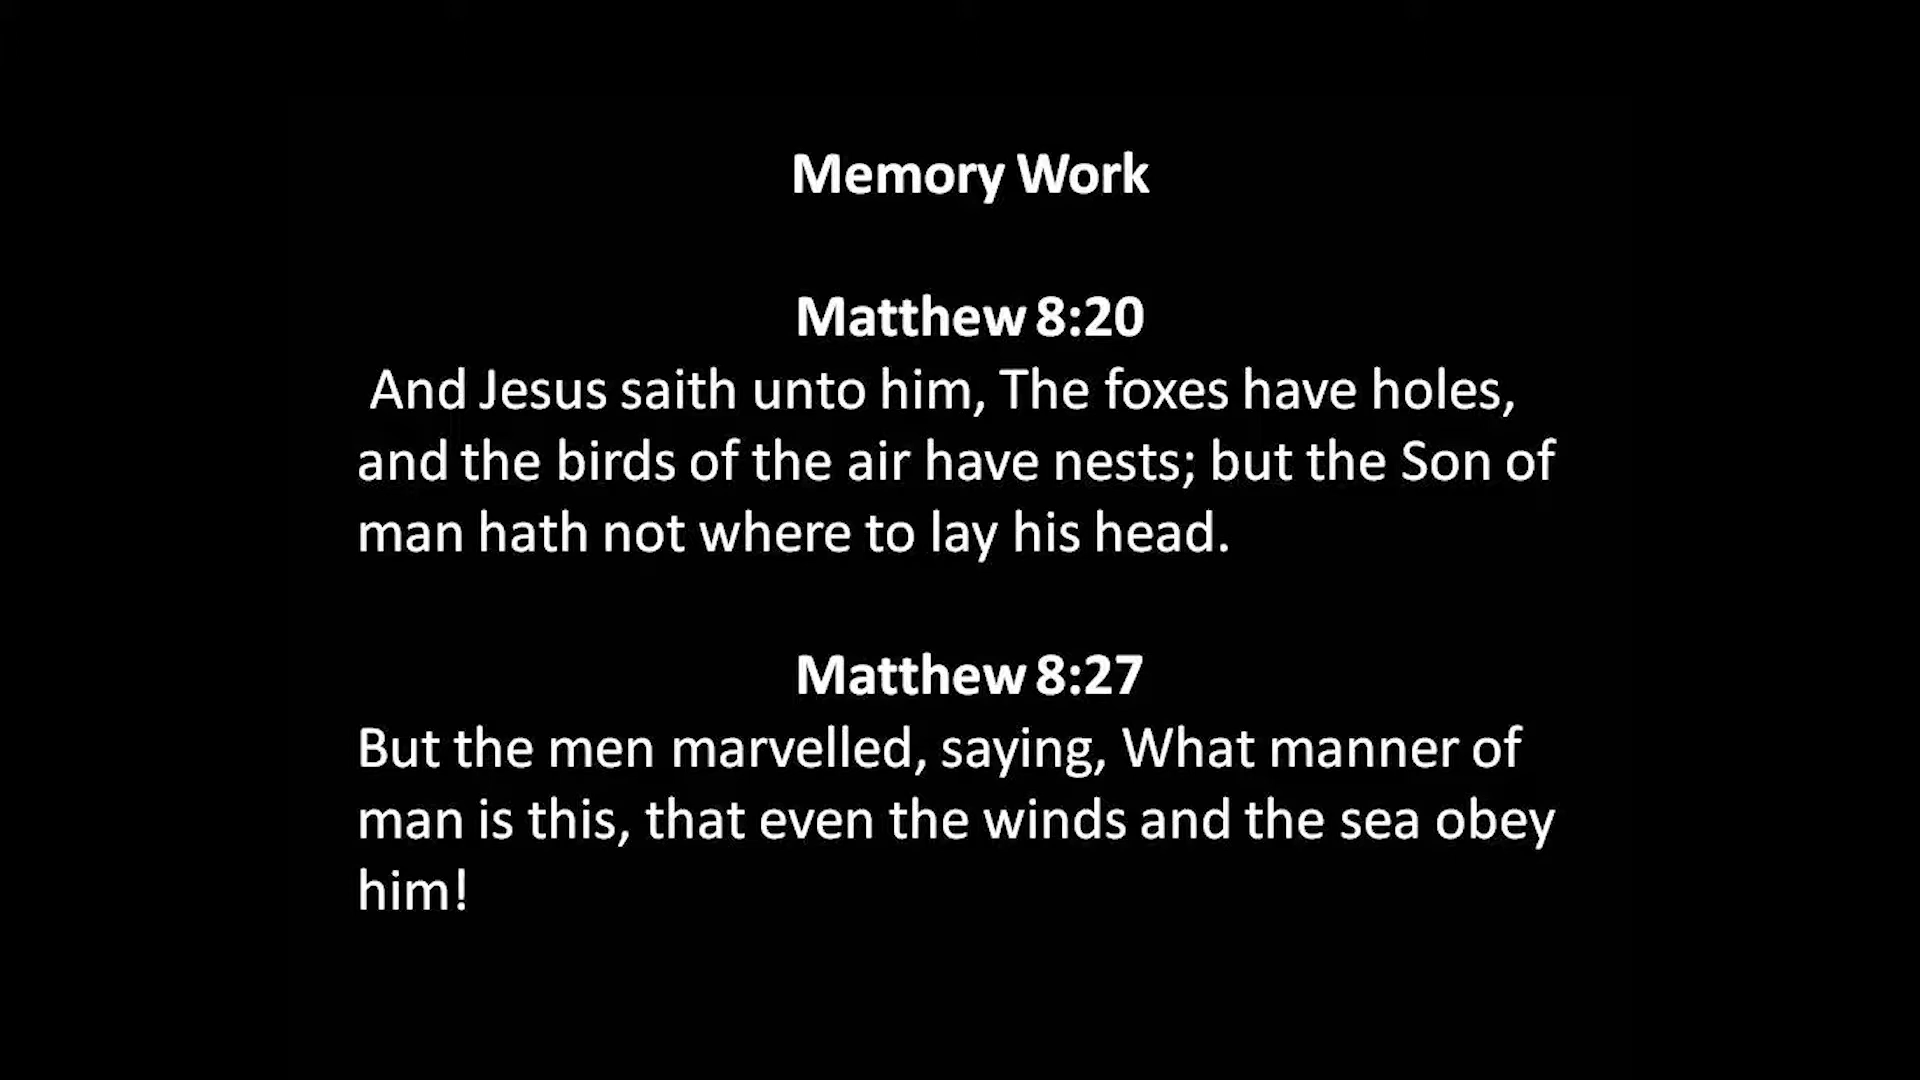 Memory Work
Matthew 8:20
And Jesus saith unto him, The foxes have holes,
and the birds of the air have nests; but the Son of
man hath not where to lay his head.
Matthew 8:27
But the men marvelled, saying, What manner of
man is this, that even the winds and the sea obey
him!